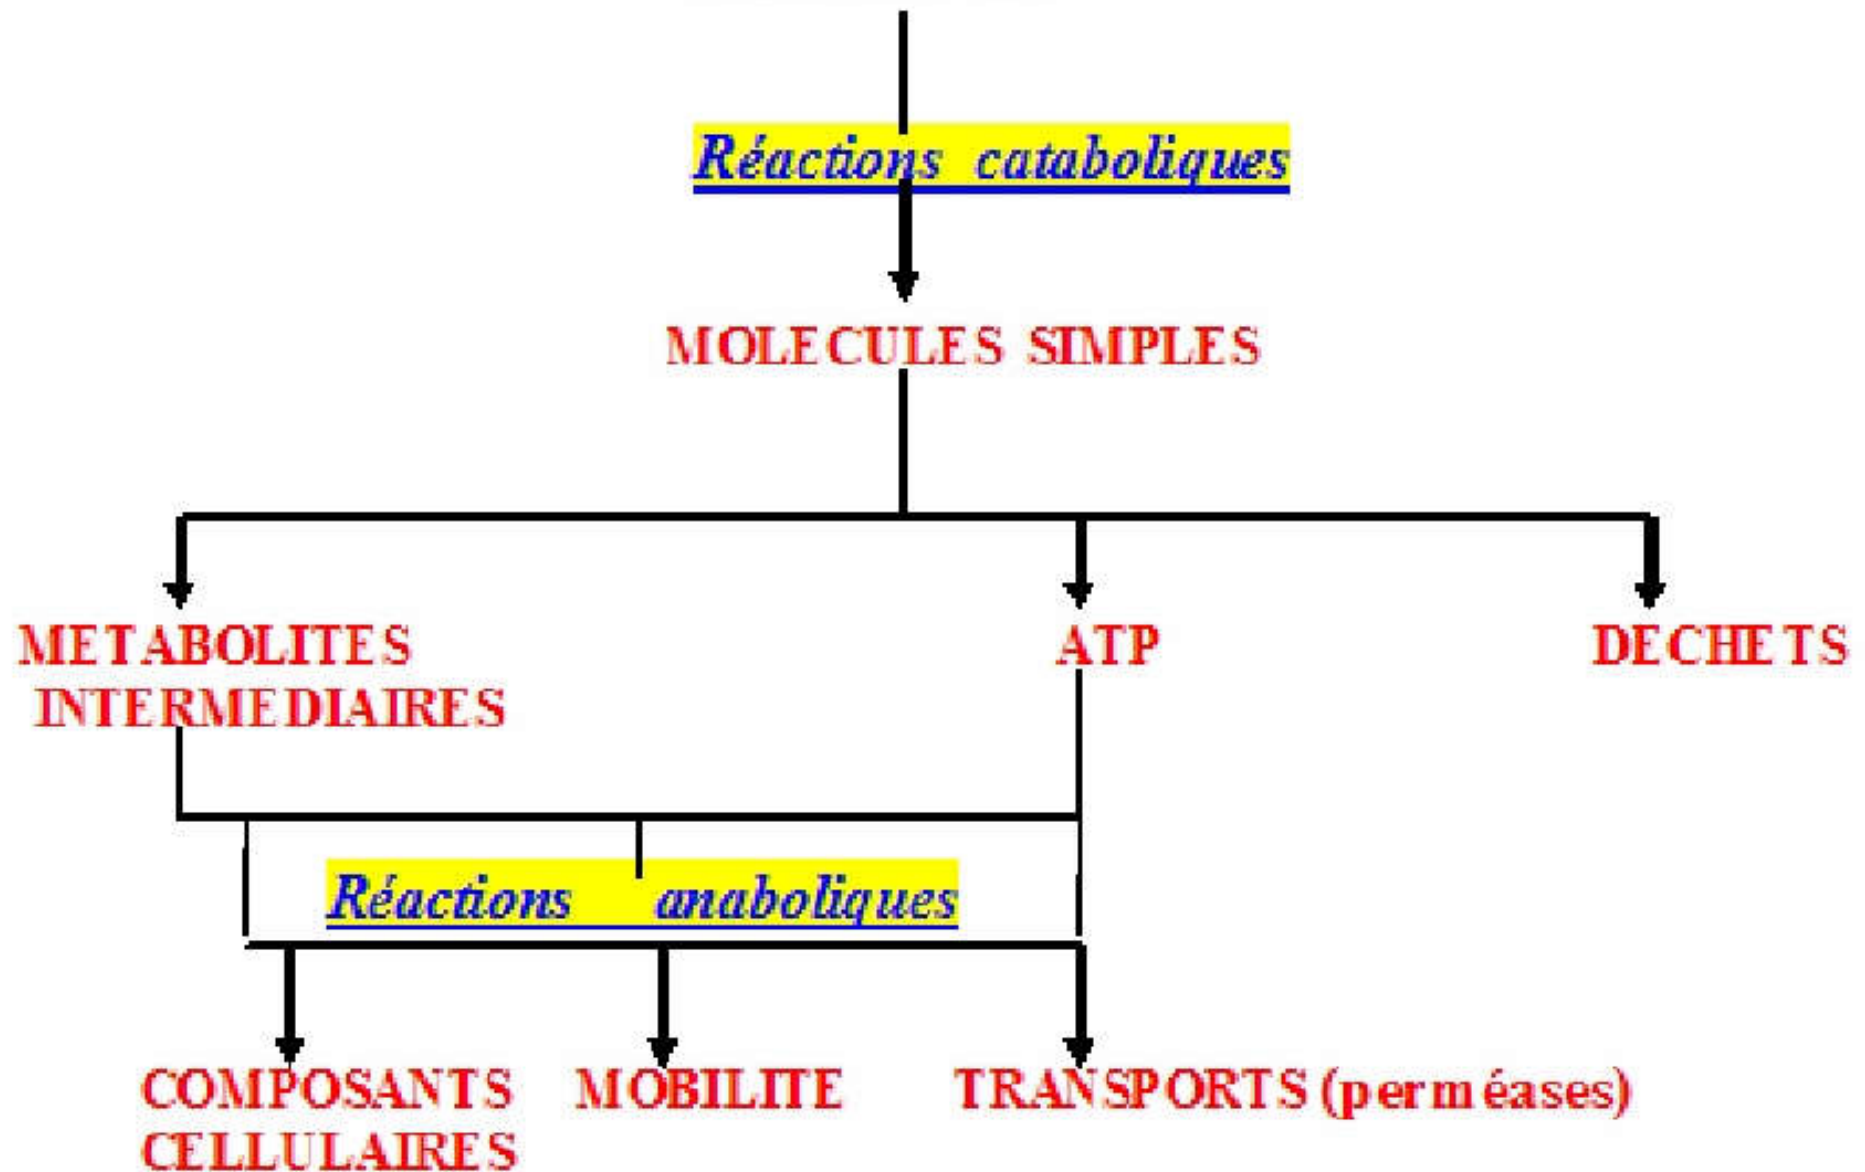 Réactions cataboliques
MOLECULES SIMPLES
METABOLITES
INTERMEDIAIRES
ATP
DECHETS
Réactions anaboliques
COMPOSANTS
CELLULAIRES
MOBILITE
TRANSPORTS (perméases)